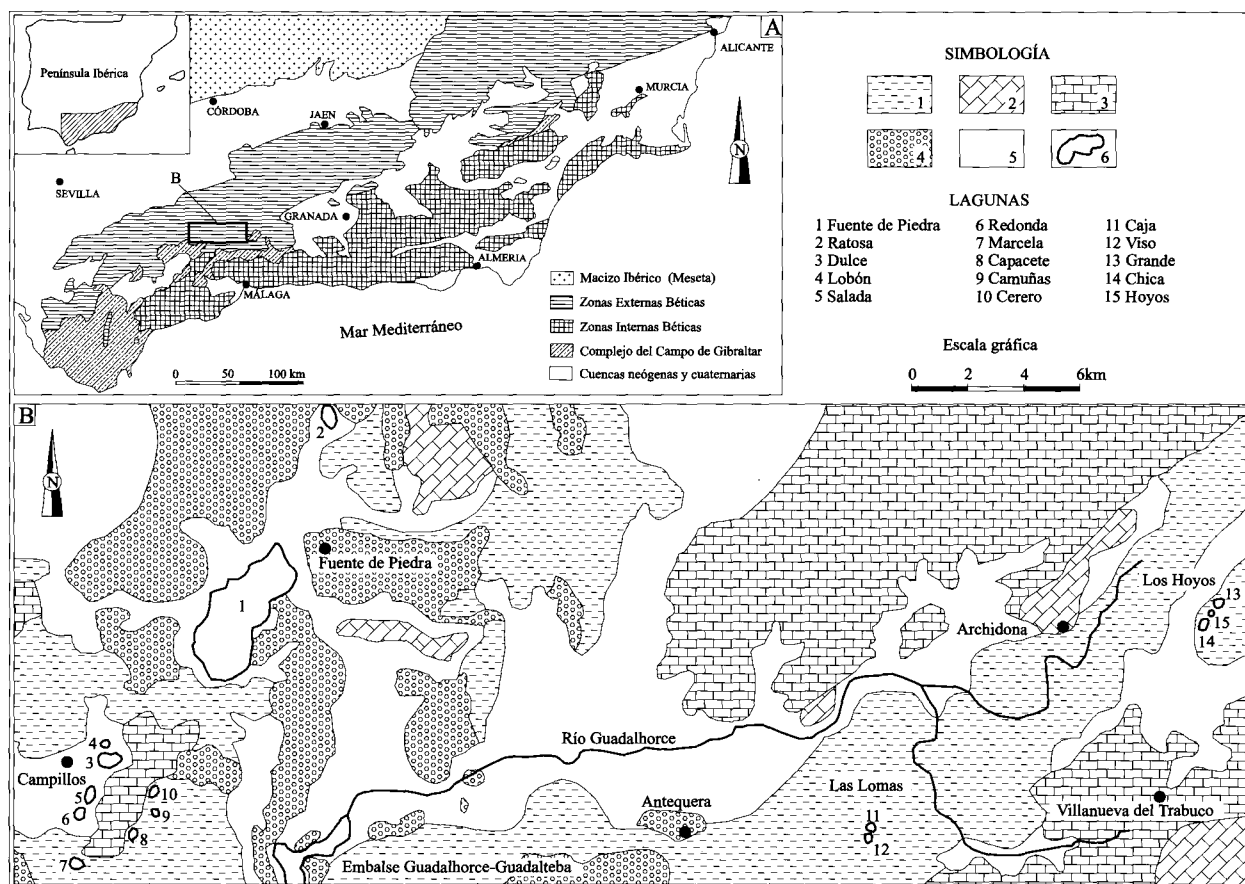 A
Península Ibérica
ALICANTE
MURCIA
CÓRDOBA
JAEN
N
B
SEVILLA
GRANADA
ALMERIA
MÁLAGA
Mar Mediterráneo
Macizo Ibérico (Meseta)
Zonas Externas Béticas
Zonas Internas Béticas
Complejo del Campo de Gibraltar
Cuencas neógenas y cuaternarias
0 50 100 km
SIMBOLOGÍA
1 2 3
4 5 6
LAGUNAS
1 Fuente de Piedra 6 Redonda 11 Caja
2 Ratosa 7 Marcela 12 Viso
3 Dulce 8 Capacete 13 Grande
4 Lobón 9 Camuñas 14 Chica
5 Salada 10 Cerero 15 Hoyos
Escala gráfica
0 2 4 6km
B
2
N
Fuente de Piedra
1
Los Hoyos
13
15
14
Archidona
Río Guadalhorce
4
3
Campillos
5
10
6
9
8
7
Las Lomas
11
12
Antequera
Villanueva del Trabuco
Embalse Guadalhorce-Guadalteba